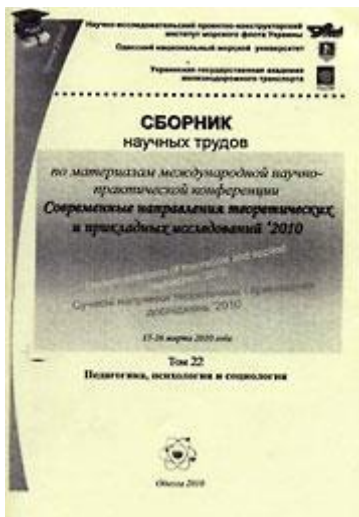 Научно-исследовательский проектно-конструкторский
институт морского флота Украины
Одесский национальный морской университет
Украинская государственная академия
железнодорожного транспорта
СБОРНИК
научных трудов
по материалам международной научно-
практической конференции
Современные направления теоретических
и прикладных исследований '2010
15-26 марта 2010 года
Том 22
Педагогика, психология и социология
Одесса 2010